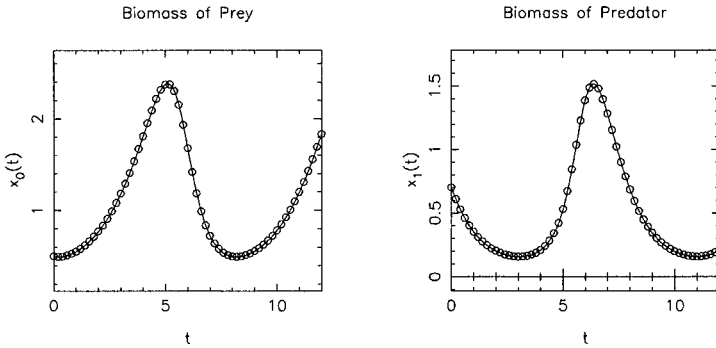 Biomass of Prey
x₀(t)
2
1
0
5
10
t
Biomass of Predator
x₁(t)
1.5
1
0.5
0
0
5
10
t